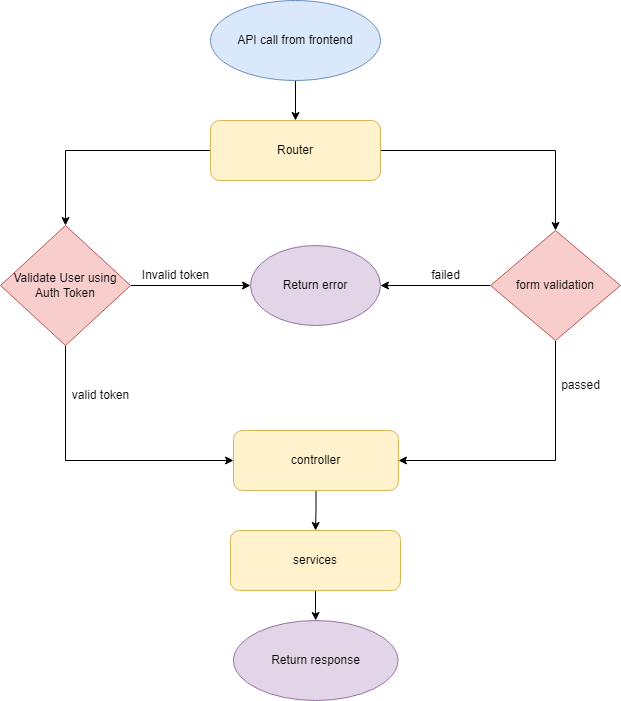 API call from frontend
Router
Validate User using
Auth Token
Invalid token
Return error
failed
form validation
valid token
passed
controller
services
Return response